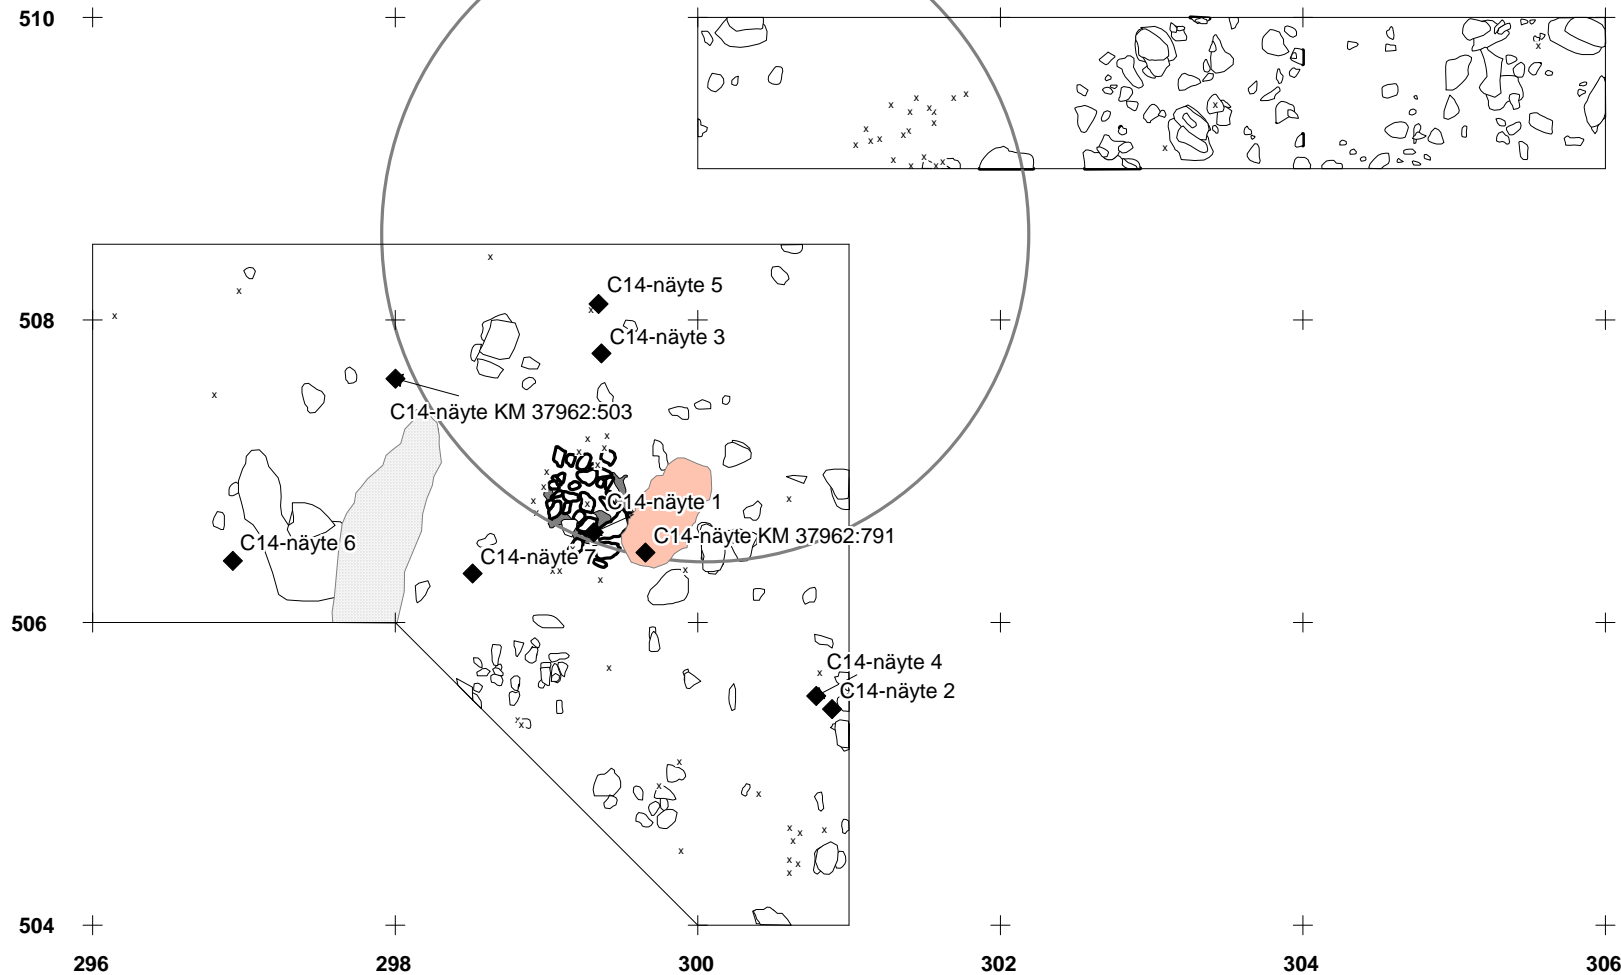 510
C14-näyte 5
508
C14-näyte 3
C14-näyte KM 37962:503
C14-näyte 1
C14-näyte KM 37962:791
C14-näyte 6
C14-näyte 7
506
C14-näyte 4
C14-näyte 2
504
296 298 300 302 304 306